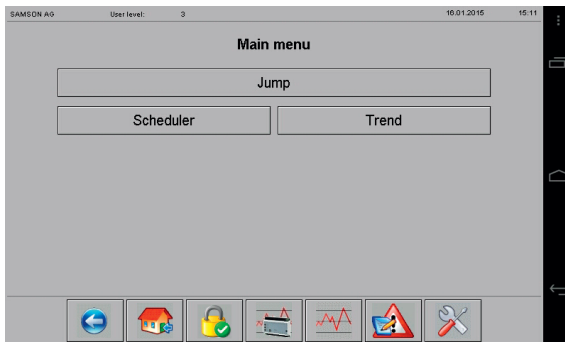 SAMSON AG User level: 3 16.01.2015 15:11
Main menu
Jump
Scheduler Trend